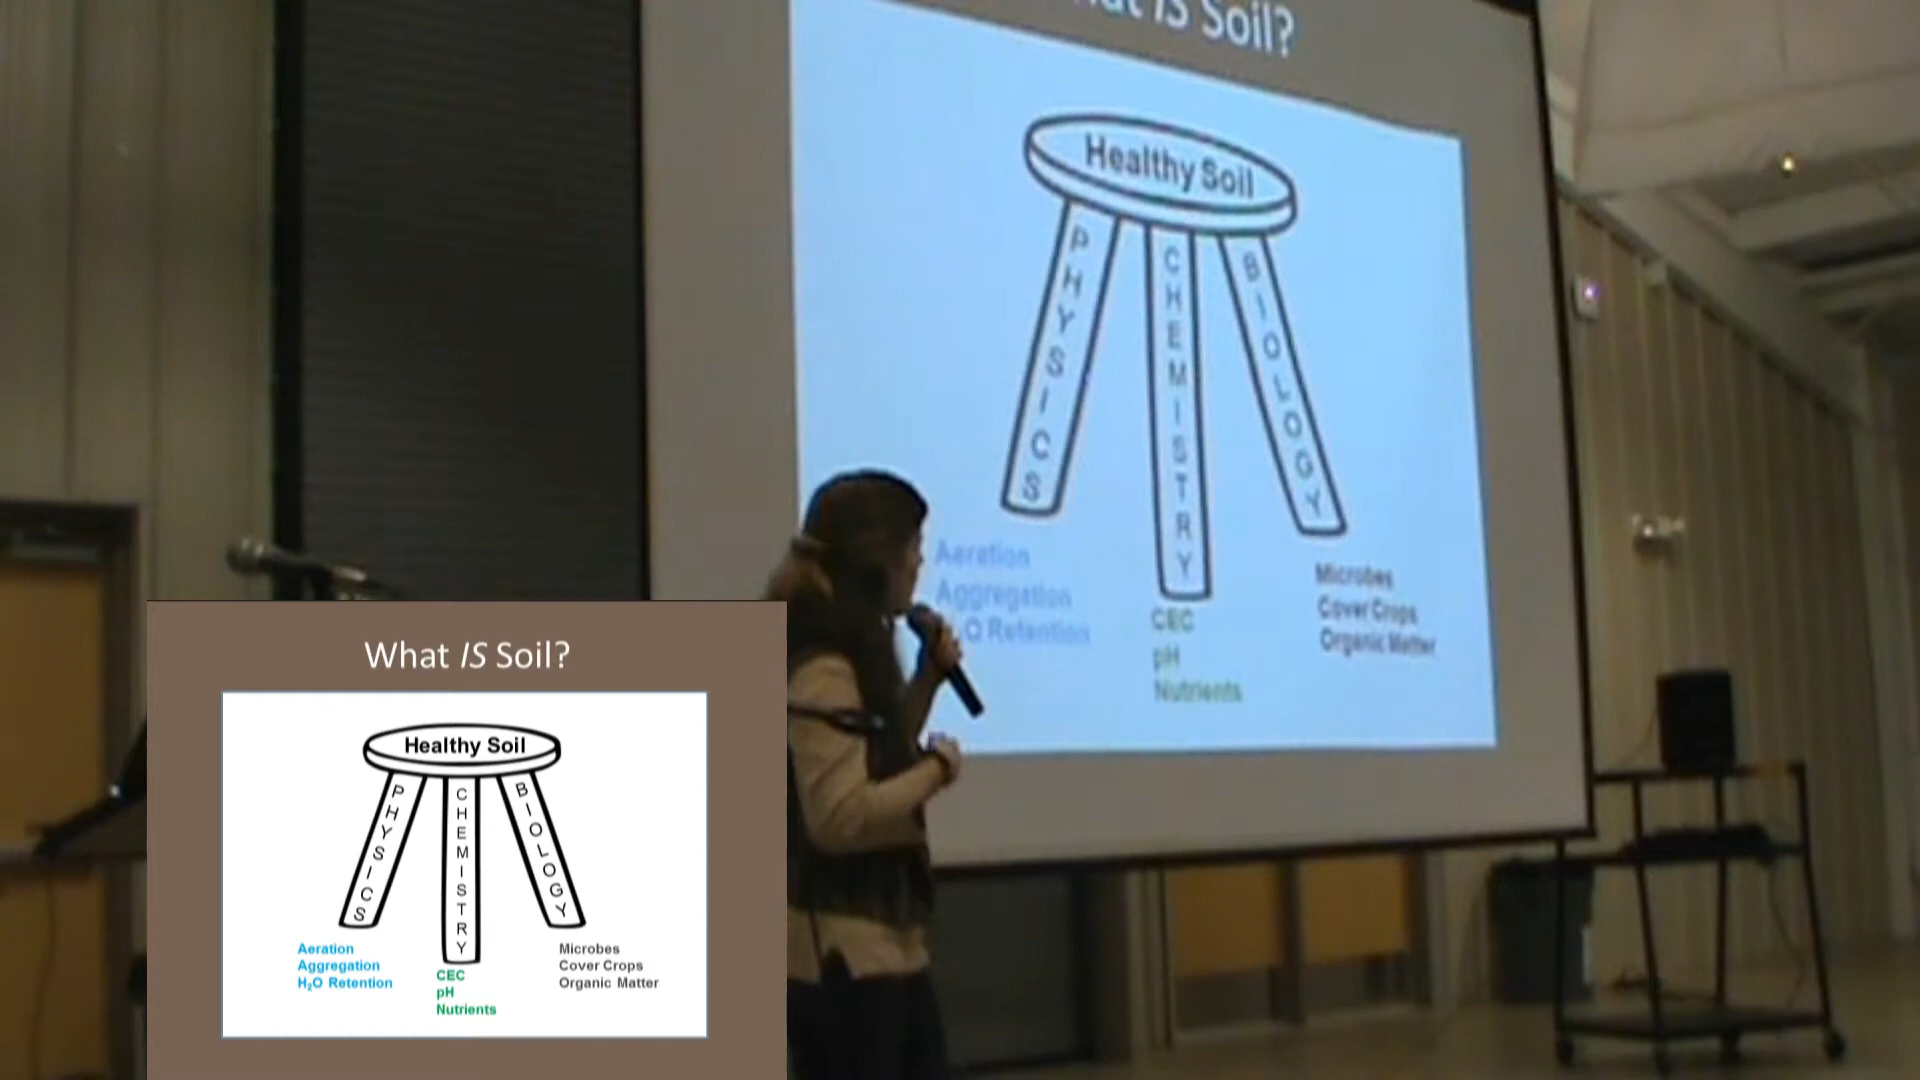 What IS Soil?
Healthy Soil
PHYSICS
CHEMISTRY
BIOLOGY
Aeration
Aggregation
H₂O Retention
CEC
pH
Nutrients
Microbes
Cover Crops
Organic Matter
IS Soil?
Healthy Soil
PHYSICS
CHEMISTRY
BIOLOGY
Aeration
Aggregation
O Retention
CEC
pH
Nutrients
Microbes
Cover Crops
Organic Matter